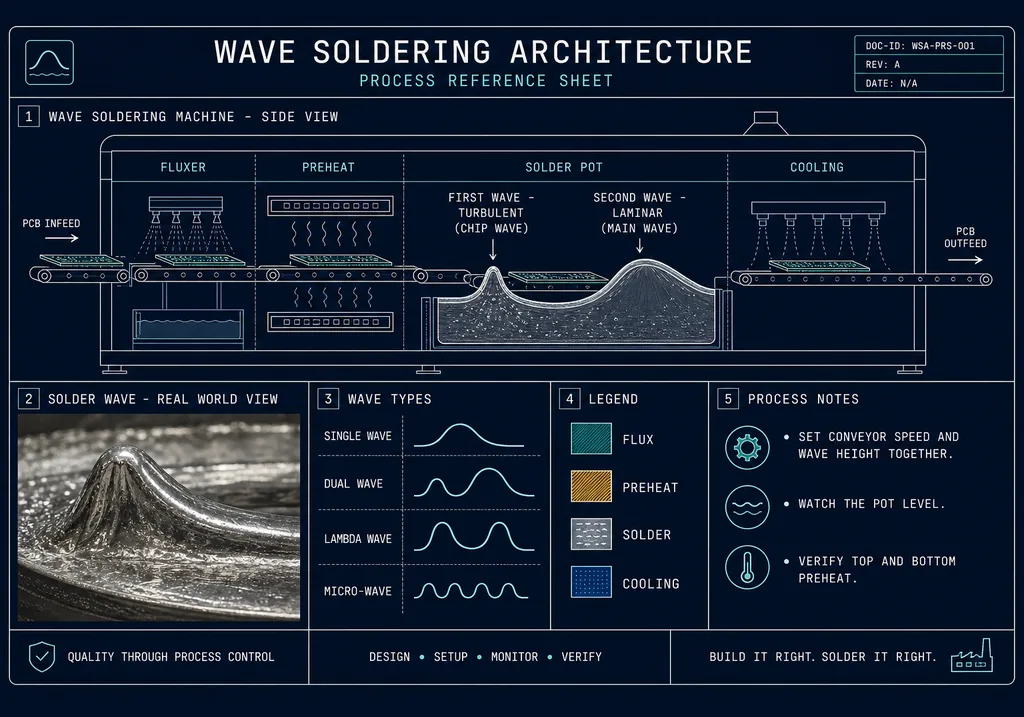 WAVE SOLDERING ARCHITECTURE
PROCESS REFERENCE SHEET
DOC-ID: WSA-PRS-001
REV: A
DATE: N/A
1 WAVE SOLDERING MACHINE - SIDE VIEW
FLUXER
PREHEAT
SOLDER POT
COOLING
PCB INFEED
FIRST WAVE -
TURBULENT
(CHIP WAVE)
SECOND WAVE -
LAMINAR
(MAIN WAVE)
PCB
OUTFEED
2 SOLDER WAVE - REAL WORLD VIEW
3 WAVE TYPES
SINGLE WAVE
DUAL WAVE
LAMBDA WAVE
MICRO-WAVE
4 LEGEND
FLUX
PREHEAT
SOLDER
COOLING
5 PROCESS NOTES
• SET CONVEYOR SPEED AND
WAVE HEIGHT TOGETHER.
• WATCH THE POT LEVEL.
• VERIFY TOP AND BOTTOM
PREHEAT.
QUALITY THROUGH PROCESS CONTROL
DESIGN • SETUP • MONITOR • VERIFY
BUILD IT RIGHT. SOLDER IT RIGHT.